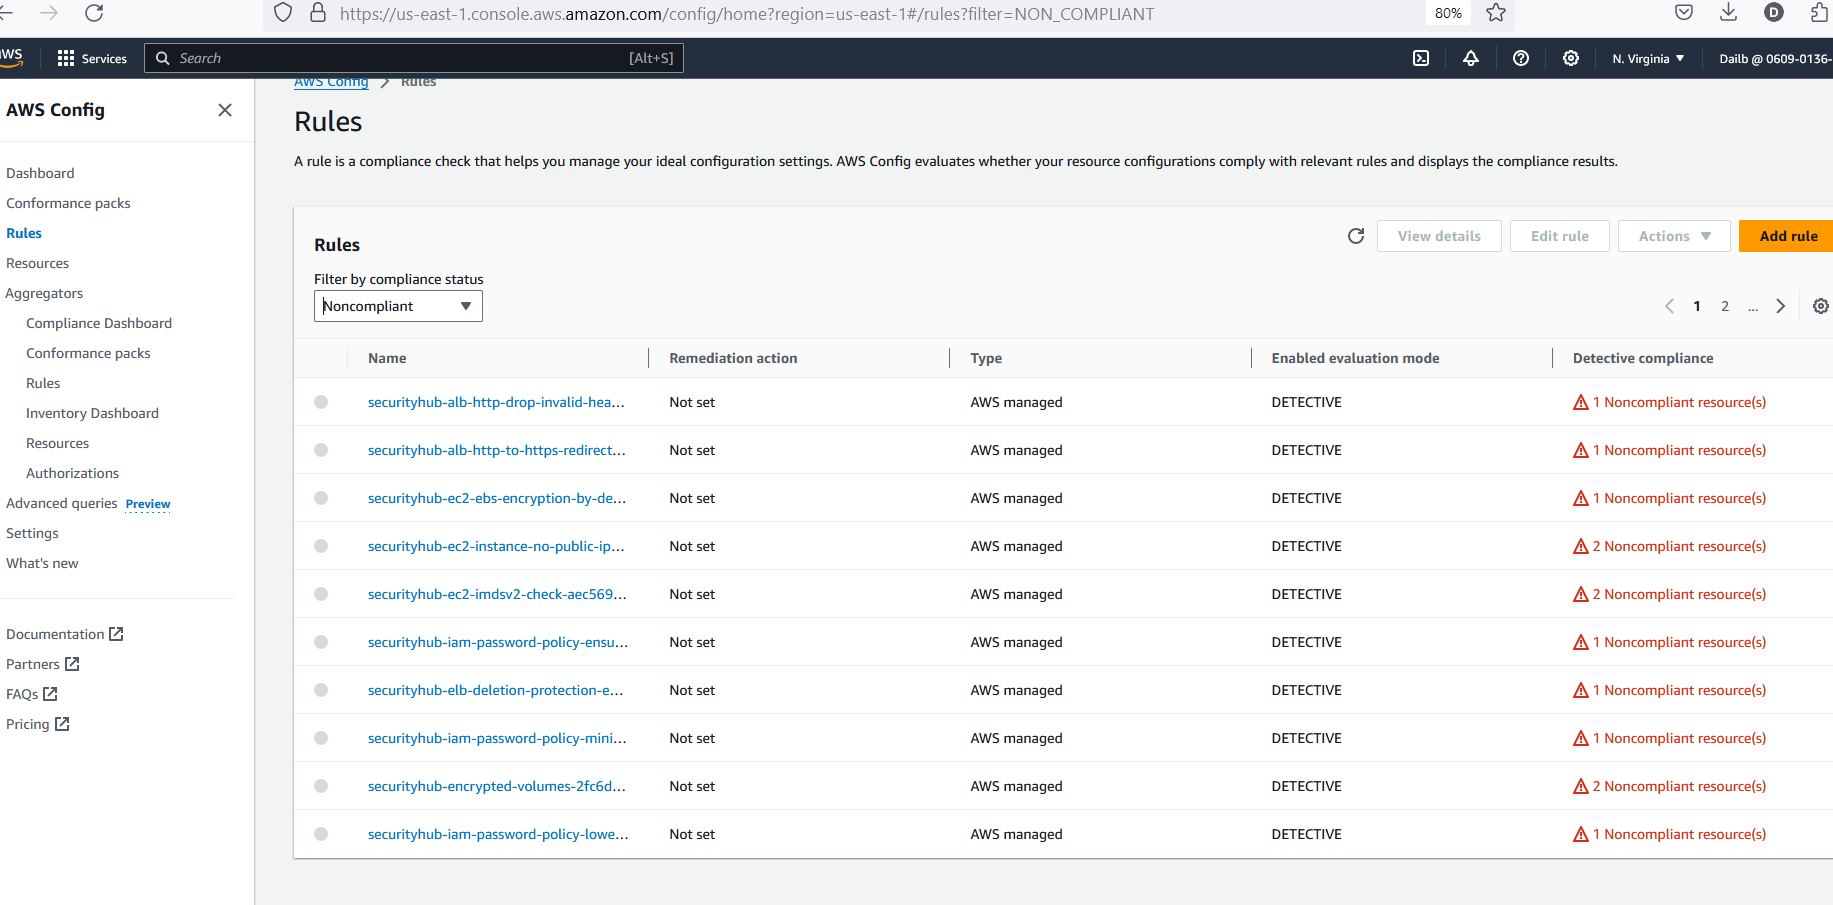 https://us-east-1.console.aws.amazon.com/config/home?region=us-east-1#/rules?filter=NON_COMPLIANT
80%
D
Services
Search
[Alt+S]
N. Virginia
Dailb @ 0609-0136-
AWS Config
AWS Config
Rules
Rules
A rule is a compliance check that helps you manage your ideal configuration settings. AWS Config evaluates whether your resource configurations comply with relevant rules and displays the compliance results.
Dashboard
Conformance packs
Rules
Resources
Aggregators
Compliance Dashboard
Conformance packs
Rules
Inventory Dashboard
Resources
Authorizations
Advanced queries Preview
Settings
What's new
Documentation
Partners
FAQs
Pricing
Rules
View details
Edit rule
Actions
Add rule
Filter by compliance status
Noncompliant
1 2 ...
Name Remediation action Type Enabled evaluation mode Detective compliance
securityhub-alb-http-drop-invalid-hea... Not set AWS managed DETECTIVE 1 Noncompliant resource(s)
securityhub-alb-http-to-https-redirect... Not set AWS managed DETECTIVE 1 Noncompliant resource(s)
securityhub-ec2-ebs-encryption-by-de... Not set AWS managed DETECTIVE 1 Noncompliant resource(s)
securityhub-ec2-instance-no-public-ip... Not set AWS managed DETECTIVE 2 Noncompliant resource(s)
securityhub-ec2-imdsv2-check-aec569... Not set AWS managed DETECTIVE 2 Noncompliant resource(s)
securityhub-iam-password-policy-ensu... Not set AWS managed DETECTIVE 1 Noncompliant resource(s)
securityhub-elb-deletion-protection-e... Not set AWS managed DETECTIVE 1 Noncompliant resource(s)
securityhub-iam-password-policy-mini... Not set AWS managed DETECTIVE 1 Noncompliant resource(s)
securityhub-encrypted-volumes-2fc6d... Not set AWS managed DETECTIVE 2 Noncompliant resource(s)
securityhub-iam-password-policy-lowe... Not set AWS managed DETECTIVE 1 Noncompliant resource(s)